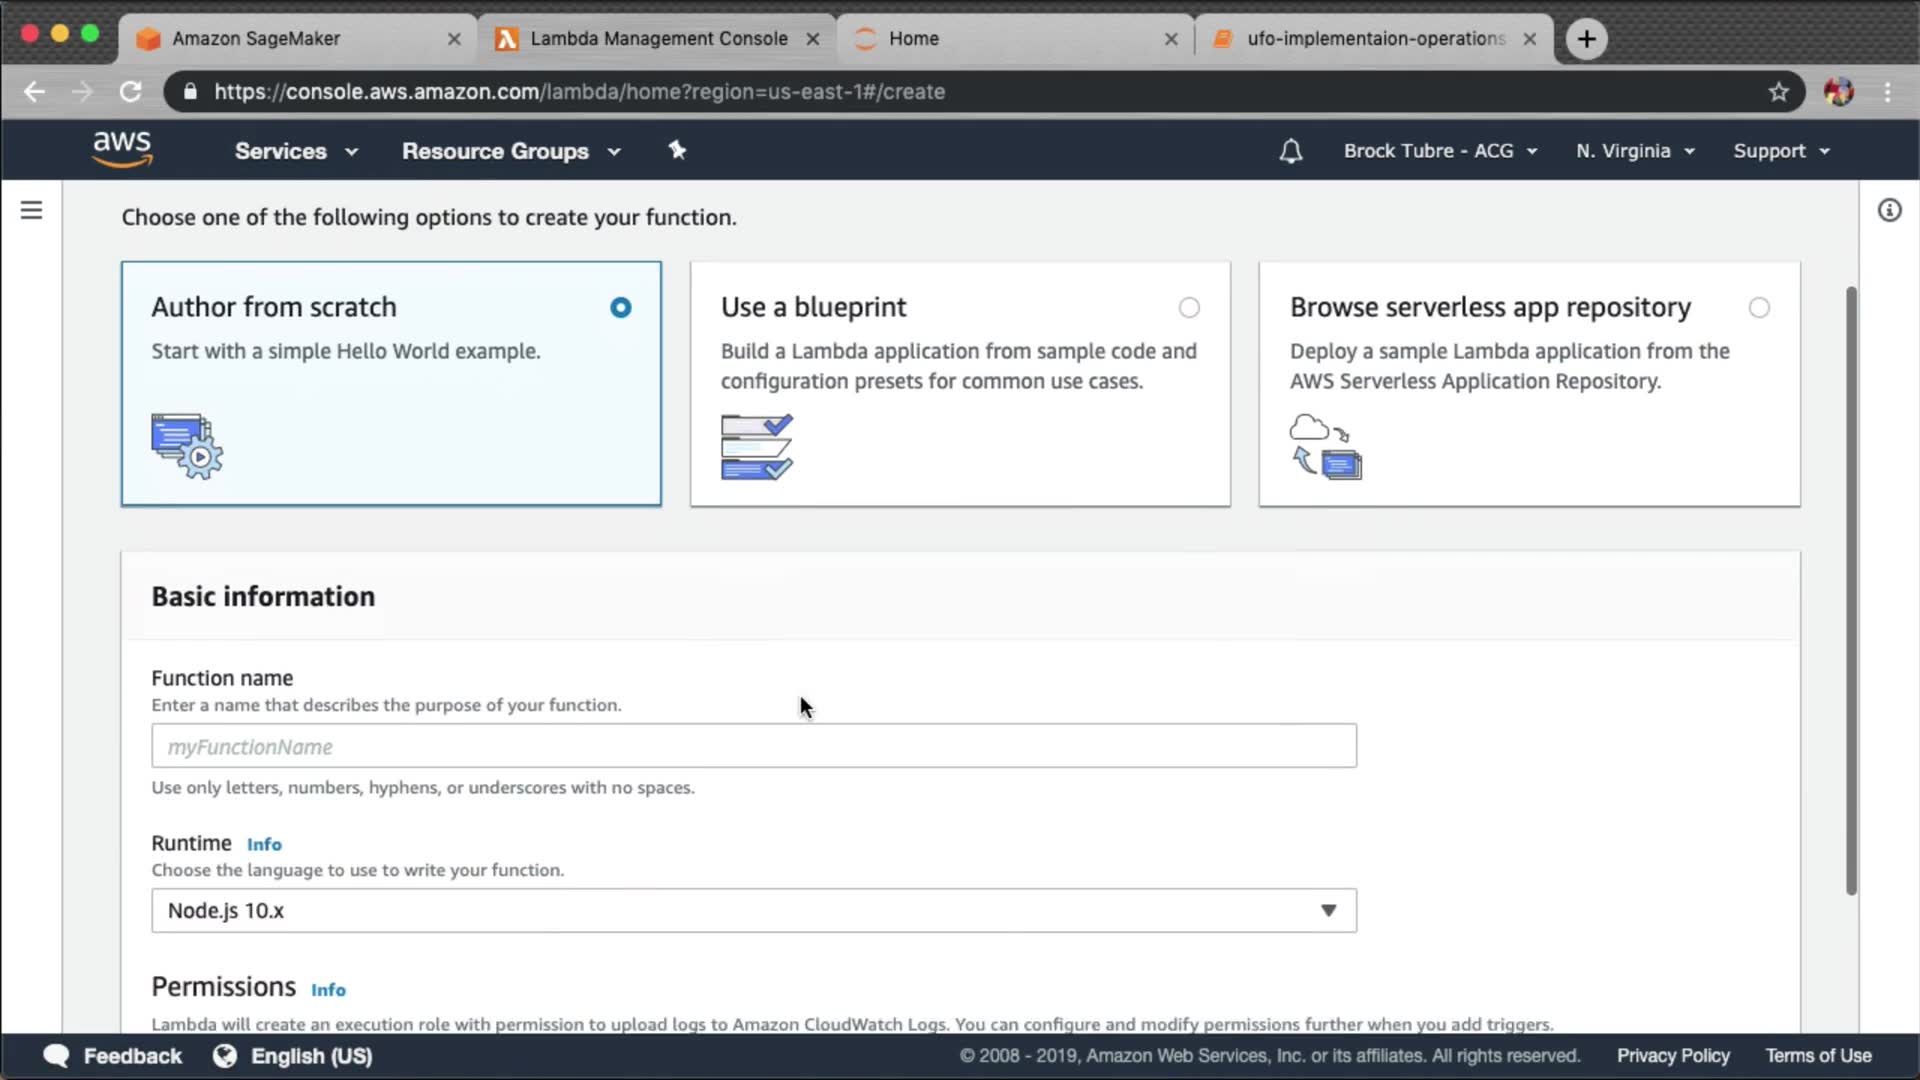 Amazon SageMaker
Lambda Management Console
Home
ufo-implementaion-operations
https://console.aws.amazon.com/lambda/home?region=us-east-1#/create
aws
Services
Resource Groups
Brock Tubre - ACG
N. Virginia
Support
Choose one of the following options to create your function.
Author from scratch
Start with a simple Hello World example.
Use a blueprint
Build a Lambda application from sample code and
configuration presets for common use cases.
Browse serverless app repository
Deploy a sample Lambda application from the
AWS Serverless Application Repository.
Basic information
Function name
Enter a name that describes the purpose of your function.
myFunctionName
Use only letters, numbers, hyphens, or underscores with no spaces.
Runtime Info
Choose the language to use to write your function.
Node.js 10.x
Permissions Info
Lambda will create an execution role with permission to upload logs to Amazon CloudWatch Logs. You can configure and modify permissions further when you add triggers.
Feedback
English (US)
© 2008 - 2019, Amazon Web Services, Inc. or its affiliates. All rights reserved.
Privacy Policy
Terms of Use